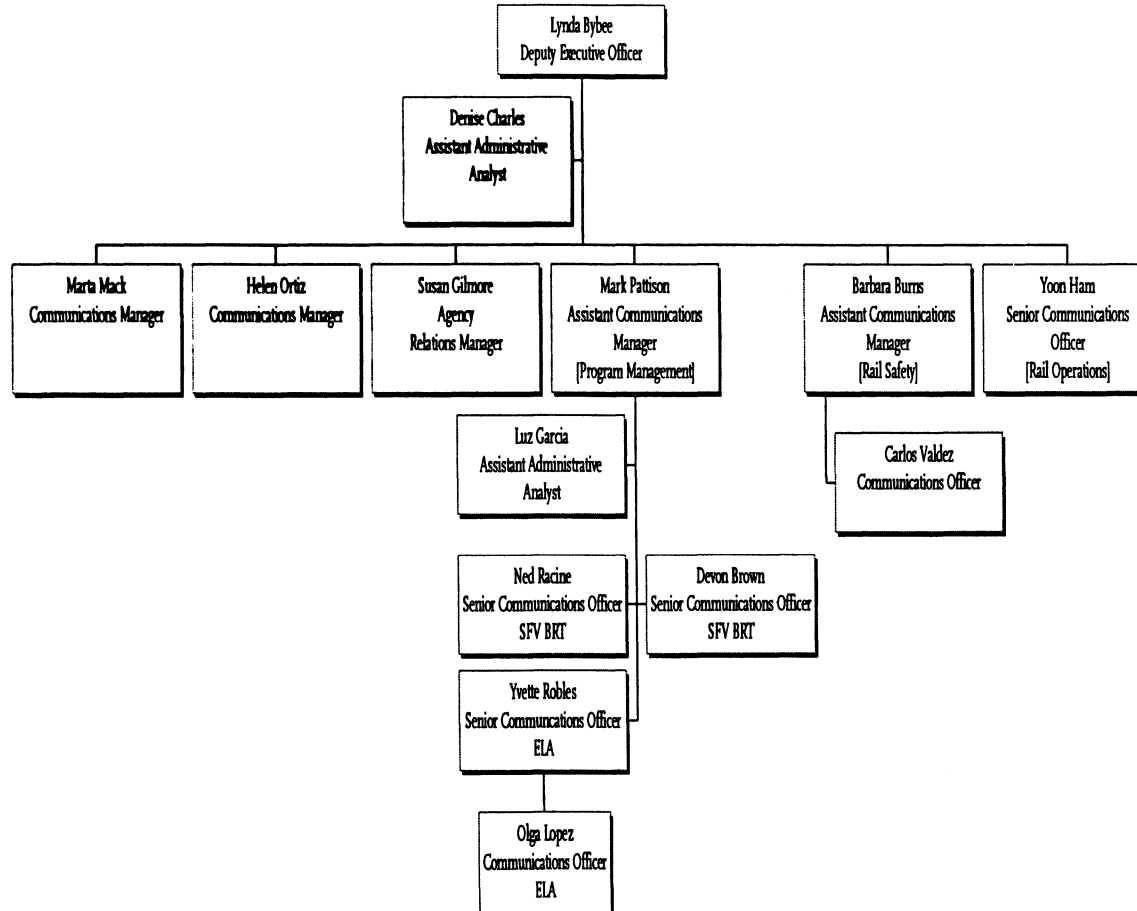 Lynda Bybee
Deputy Executive Officer
Denise Charles
Assistant Administrative
Analyst
Marta Mack
Communications Manager
Helen Ortiz
Communications Manager
Susan Gilmore
Agency
Relations Manager
Mark Pattison
Assistant Communications
Manager
[Program Management]
Barbara Burns
Assistant Communications
Manager
[Rail Safety]
Yoon Ham
Senior Communications
Officer
[Rail Operations]
Luz Garcia
Assistant Administrative
Analyst
Carlos Valdez
Communications Officer
Ned Racine
Senior Communications Officer
SFV BRT
Devon Brown
Senior Communications Officer
SFV BRT
Yvette Robles
Senior Communcations Officer
ELA
Olga Lopez
Communications Officer
ELA